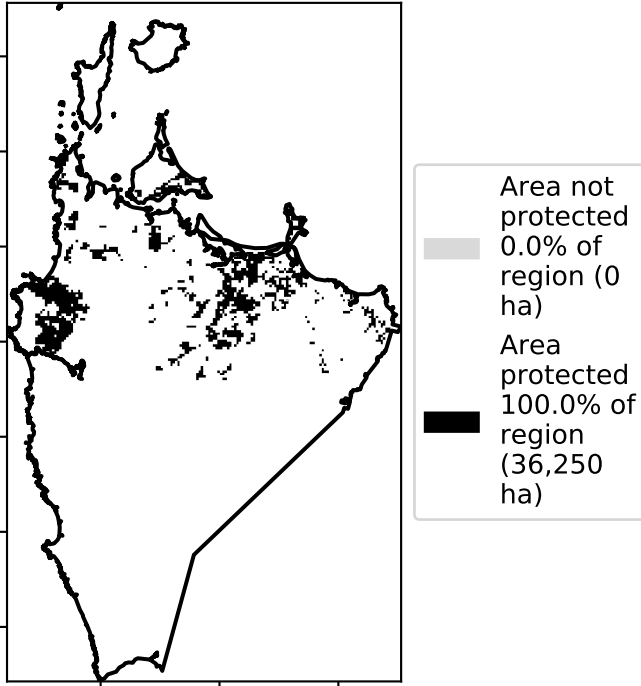 Area not
protected
0.0% of
region (0
ha)
Area
protected
100.0% of
region
(36,250
ha)